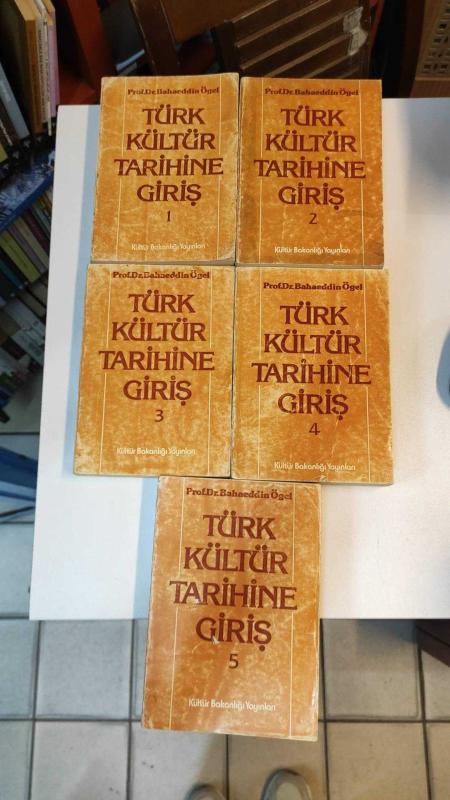 Prof.Dr.Bahaeddin Ögel
TÜRK
KÜLTÜR
TARİHİNE
GİRİŞ
1
Kültür Bakanlığı Yayınları
Prof.Dr.Bahaeddin Ögel
TÜRK
KÜLTÜR
TARİHİNE
GİRİŞ
2
Kültür Bakanlığı Yayınları
Prof.Dr.Bahaeddin Ögel
TÜRK
KÜLTÜR
TARİHİNE
GİRİŞ
3
Kültür Bakanlığı Yayınları
Prof.Dr.Bahaeddin Ögel
TÜRK
KÜLTÜR
TARİHİNE
GİRİŞ
4
Kültür Bakanlığı Yayınları
Prof.Dr.Bahaeddin Ögel
TÜRK
KÜLTÜR
TARİHİNE
GİRİŞ
5
Kültür Bakanlığı Yayınları